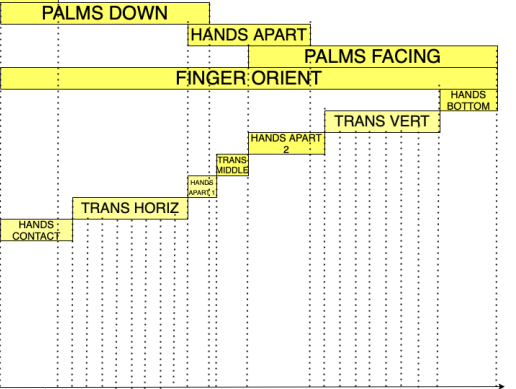 PALMS DOWN
HANDS APART
PALMS FACING
FINGER ORIENT
HANDS
BOTTOM
TRANS VERT
HANDS APART
2
TRANS
MIDDLE
HANDS
APART 1
TRANS HORIZ
HANDS
CONTACT